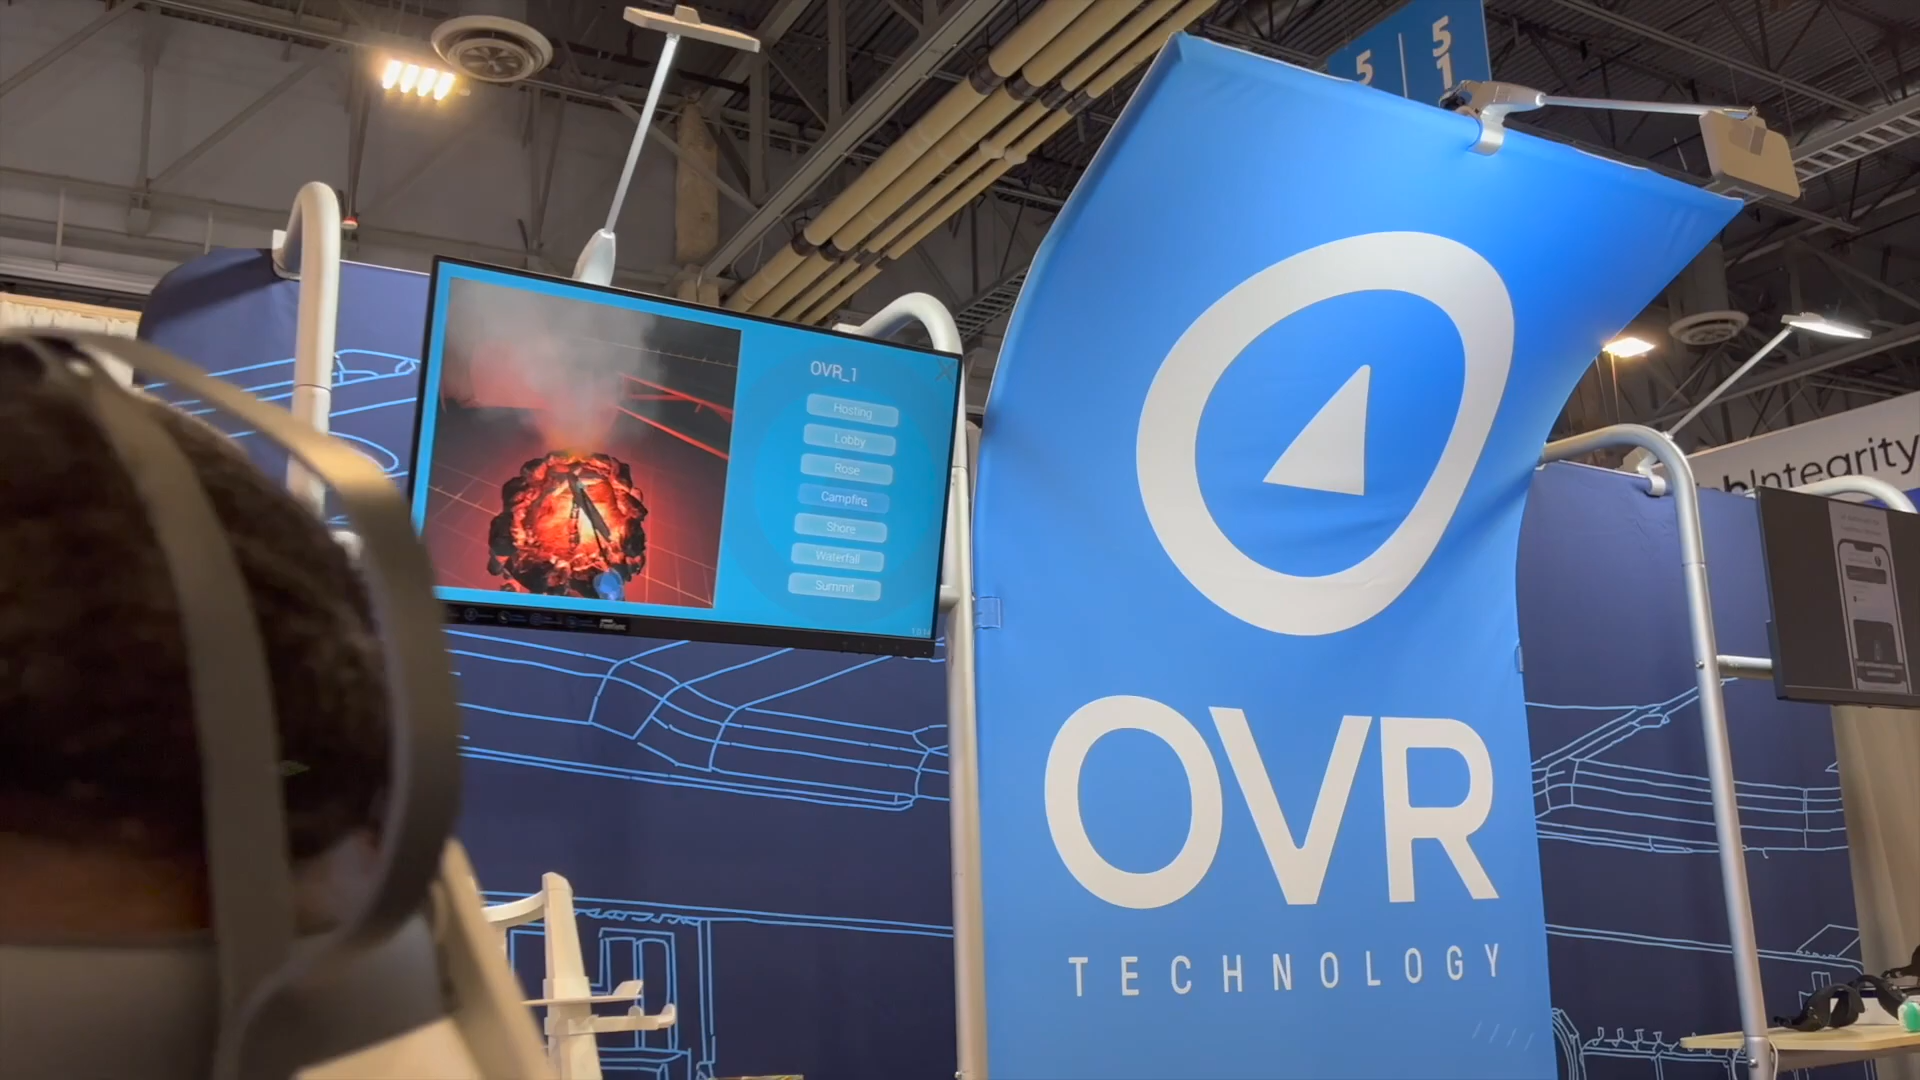 5 5
1
OVR_1
Hosting
Lobby
Rose
Campfire
Shore
Waterfall
Summit
OVR
TECHNOLOGY
Integrity